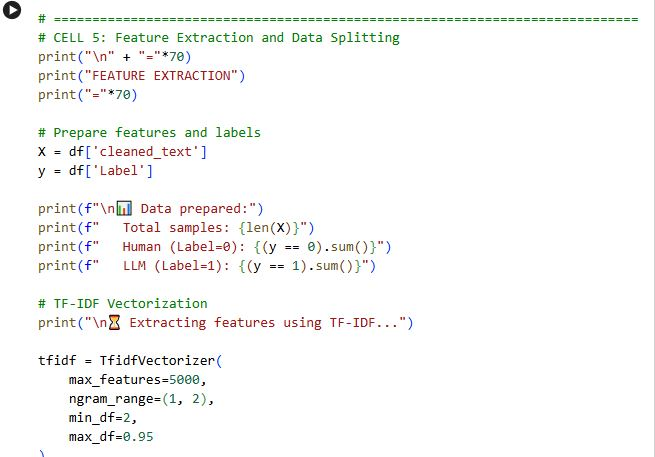 # ==============================================================================
# CELL 5: Feature Extraction and Data Splitting
print("\n" + "="*70)
print("FEATURE EXTRACTION")
print("="*70)

# Prepare features and labels
X = df['cleaned_text']
y = df['Label']

print(f"\n📊 Data prepared:")
print(f"   Total samples: {len(X)}")
print(f"   Human (Label=0): {(y == 0).sum()}")
print(f"   LLM (Label=1): {(y == 1).sum()}")

# TF-IDF Vectorization
print("\n⏳ Extracting features using TF-IDF...")

tfidf = TfidfVectorizer(
    max_features=5000,
    ngram_range=(1, 2),
    min_df=2,
    max_df=0.95
)